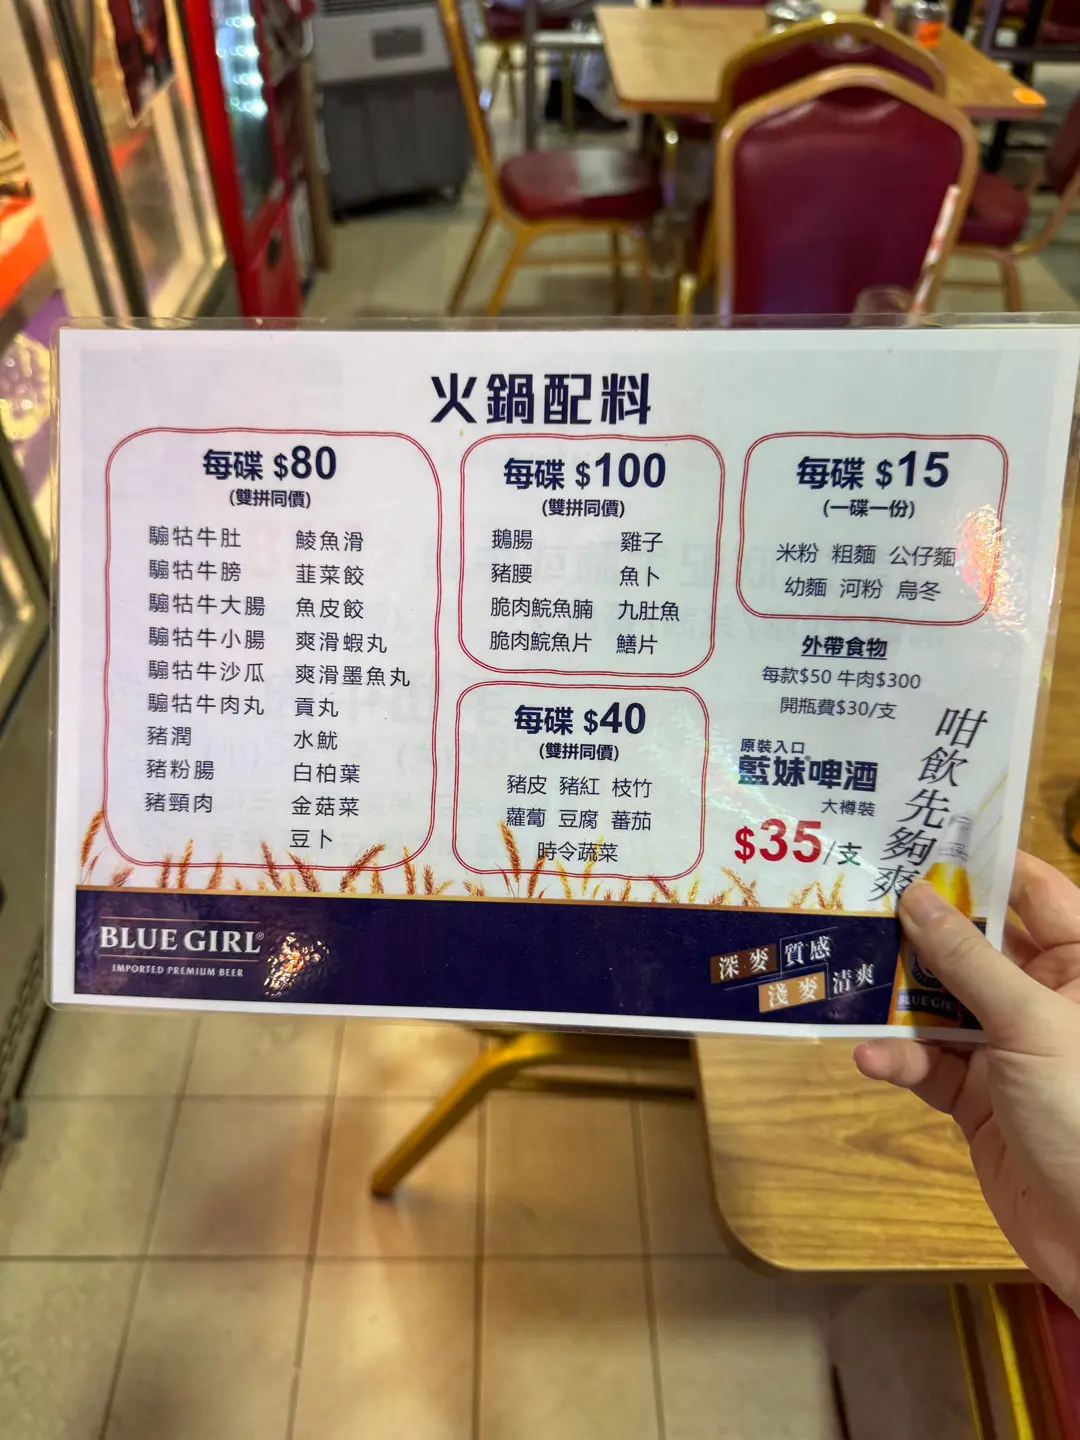 火鍋配料
每碟 $80
(雙拼同價)
騸牯牛肚
騸牯牛膀
騸牯牛大腸
騸牯牛小腸
騸牯牛沙瓜
騸牯牛肉丸
豬潤
豬粉腸
豬頸肉
鯪魚滑
韮菜餃
魚皮餃
爽滑蝦丸
爽滑墨魚丸
貢丸
水魷
白柏葉
金菇菜
豆卜
每碟 $100
(雙拼同價)
鵝腸 雞子
豬腰 魚卜
脆肉鯇魚腩 九肚魚
脆肉鯇魚片 鱔片
每碟 $40
(雙拼同價)
豬皮 豬紅 枝竹
蘿蔔 豆腐 蕃茄
時令蔬菜
每碟 $15
(一碟一份)
米粉 粗麵 公仔麵
幼麵 河粉 烏冬
外帶食物
每款$50 牛肉$300
開瓶費$30/支
原裝入口
藍妹啤酒
大樽裝
$35/支
咁飲先夠爽
BLUE GIRL®
IMPORTED PREMIUM BEER
深麥 質感
淺麥 清爽
BLUE GIRL